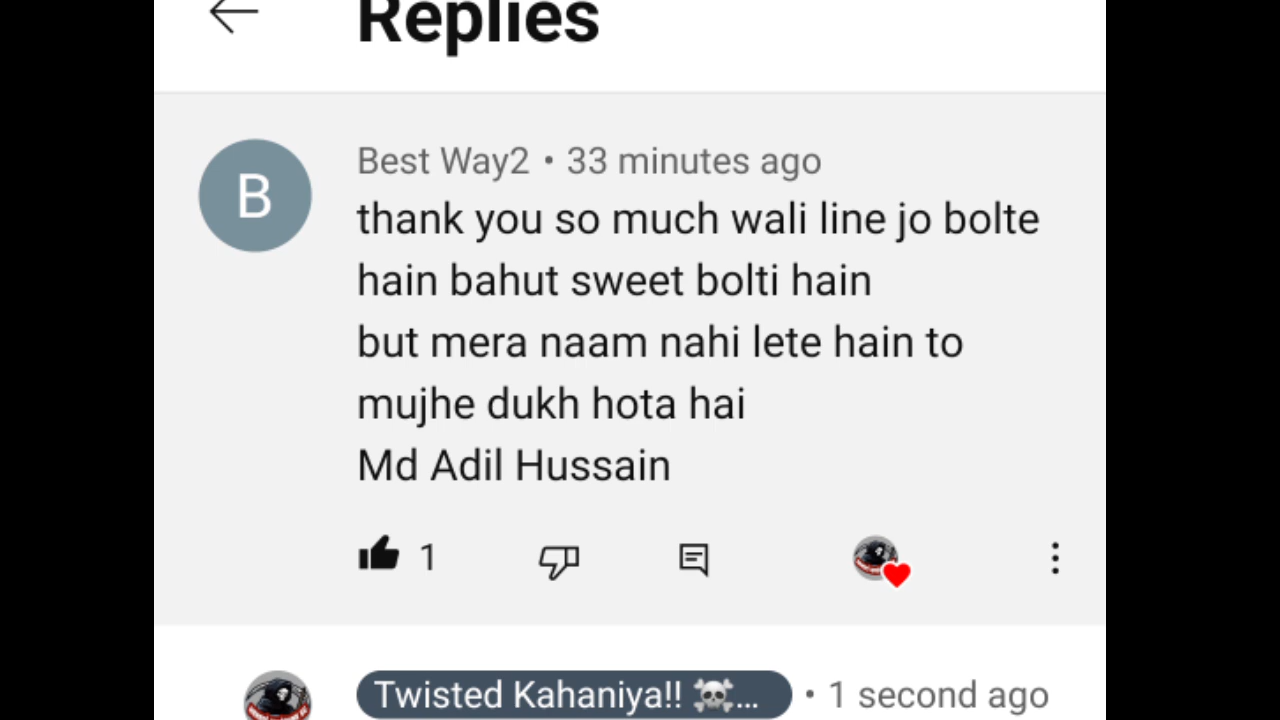 Replies
B
Best Way2 • 33 minutes ago
thank you so much wali line jo bolte
hain bahut sweet bolti hain
but mera naam nahi lete hain to
mujhe dukh hota hai
Md Adil Hussain
1
Twisted Kahaniya!! ☠️... • 1 second ago